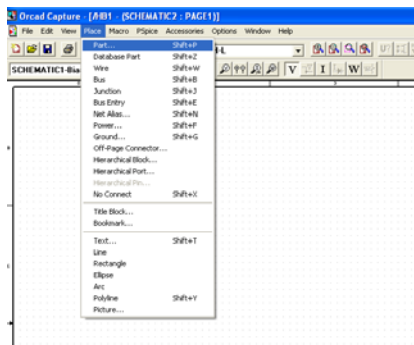 Orcad Capture - [/HB1 - (SCHEMATIC2 : PAGE1)]
File Edit View Place Macro PSpice Accessories Options Window Help
Part... Shift+P
Database Part Shift+Z
SCHEMATIC1-Bia
Wire Shift+W
Bus Shift+B
Junction Shift+J
Bus Entry Shift+E
Net Alias... Shift+N
Power... Shift+F
Ground... Shift+G
Off-Page Connector...
Hierarchical Block...
Hierarchical Port...
Hierarchical Pin...
No Connect Shift+X
Title Block...
Bookmark...
Text... Shift+T
Line
Rectangle
Ellipse
Arc
Polyline Shift+Y
Picture...
V I W